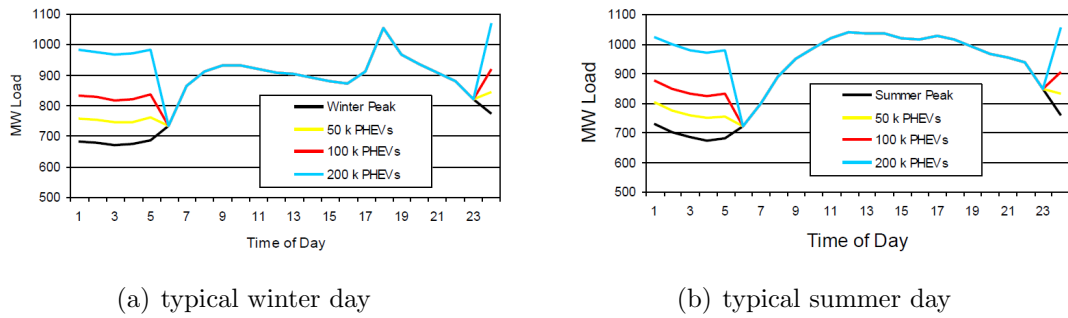 1100
1000
900
800
700
600
500
MW Load
Winter Peak
50 k PHEVs
100 k PHEVs
200 k PHEVs
1 3 5 7 9 11 13 15 17 19 21 23
Time of Day
(a) typical winter day
1100
1000
900
800
700
600
500
MW Load
Summer Peak
50 k PHEVs
100 k PHEVs
200 k PHEVs
1 3 5 7 9 11 13 15 17 19 21 23
Time of Day
(b) typical summer day